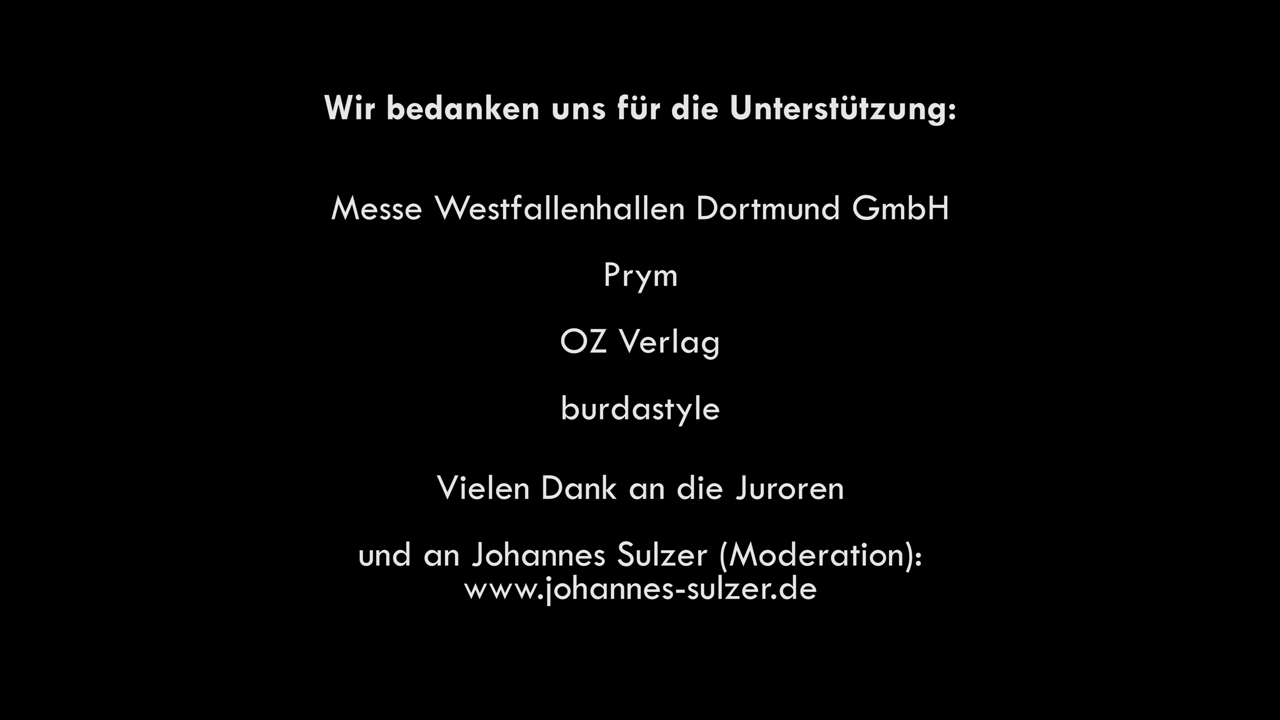 Wir bedanken uns für die Unterstützung:
Messe Westfallenhallen Dortmund GmbH
Prym
OZ Verlag
burdastyle
Vielen Dank an die Juroren
und an Johannes Sulzer (Moderation):
www.johannes-sulzer.de